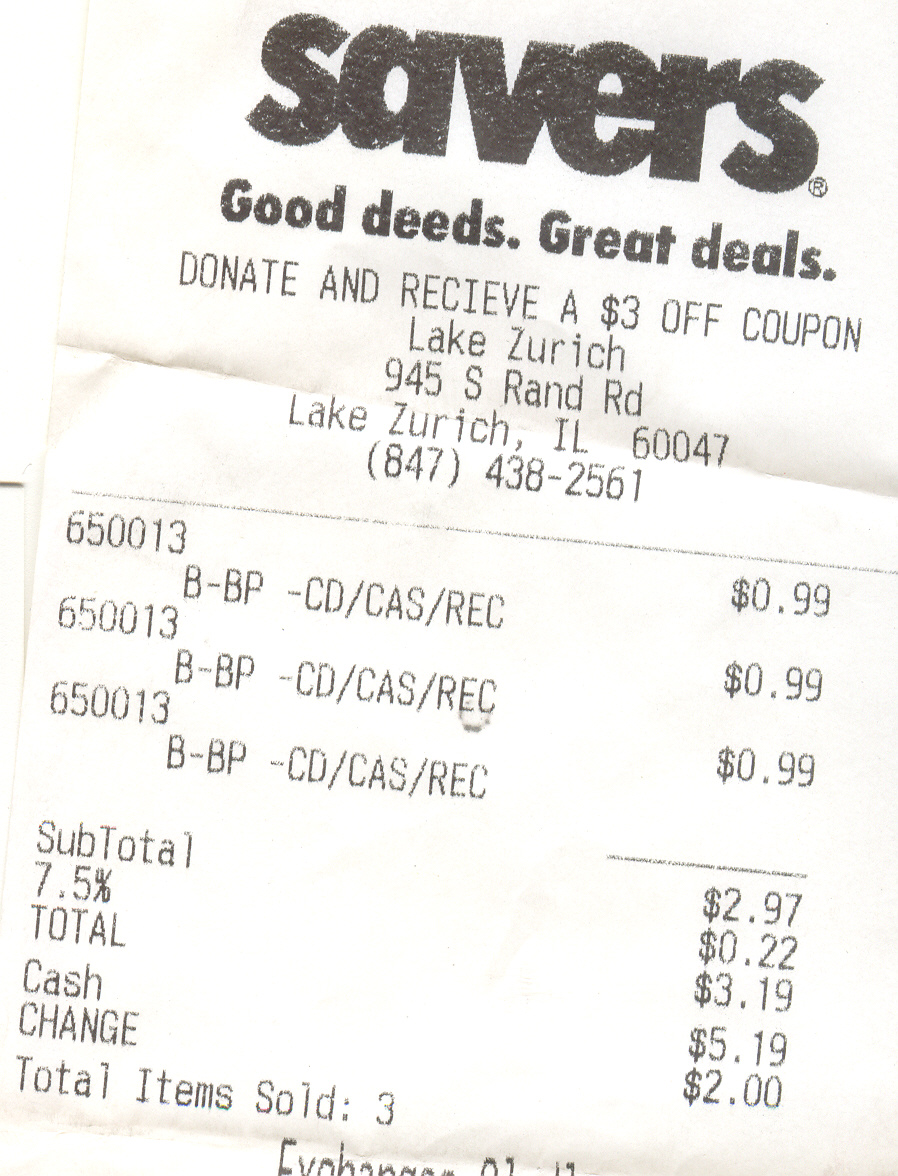 savers®
Good deeds. Great deals.
DONATE AND RECIEVE A $3 OFF COUPON
Lake Zurich
945 S Rand Rd
Lake Zurich, IL 60047
(847) 438-2561
650013
B-BP -CD/CAS/REC $0.99
650013
B-BP -CD/CAS/REC $0.99
650013
B-BP -CD/CAS/REC $0.99
SubTotal $2.97
7.5% $0.22
TOTAL $3.19
Cash $5.19
CHANGE $2.00
Total Items Sold: 3